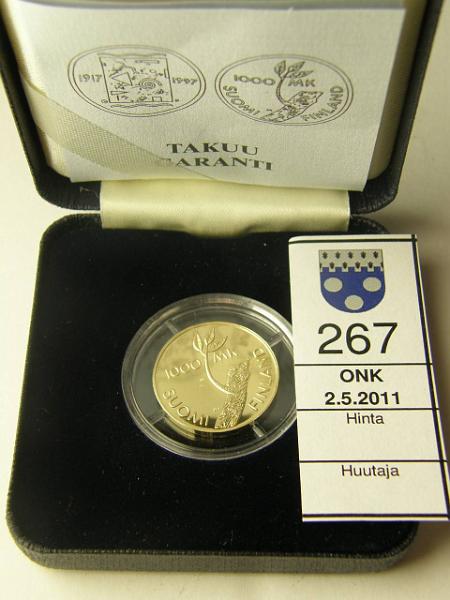 1917 1997
1000 MK
SUOMI FINLAND
TAKUU
GARANTI
1000 MK
SUOMI FINLAND
267
ONK
2.5.2011
Hinta
Huutaja